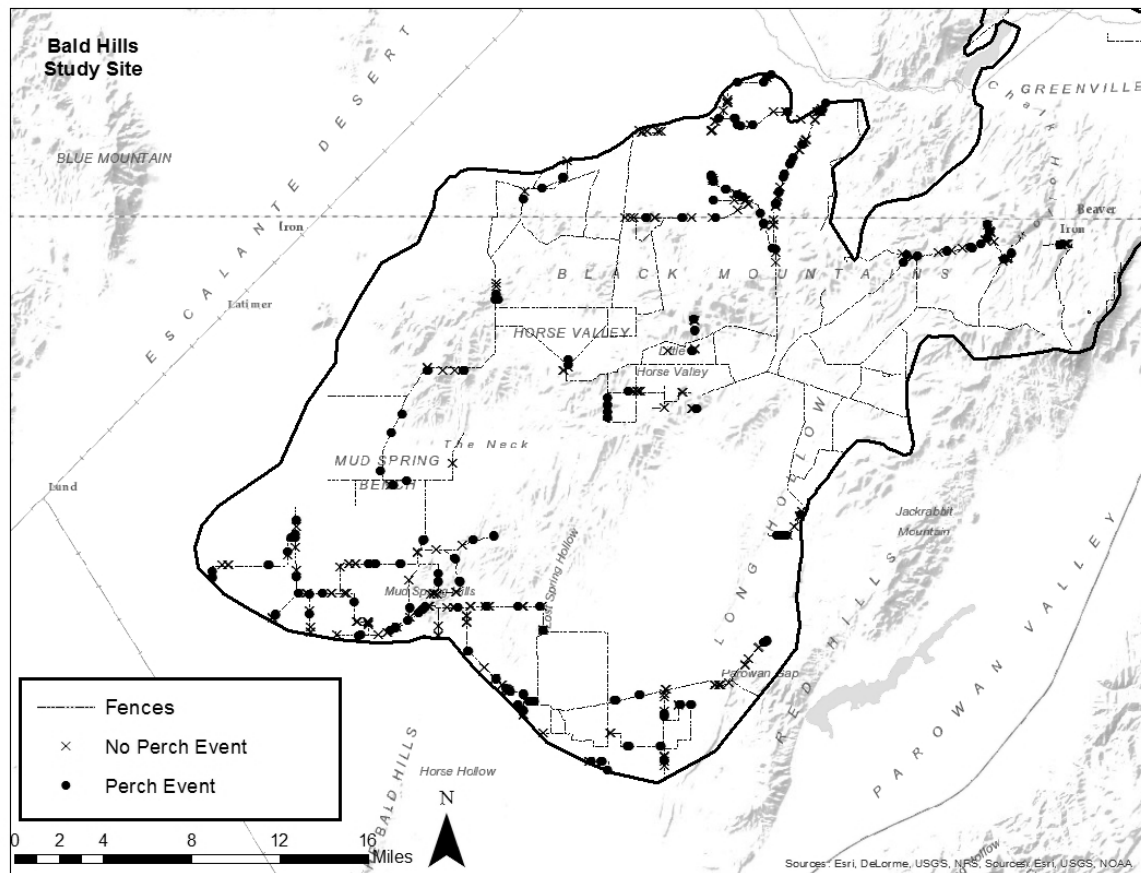 Bald Hills
Study Site
ESCALANTE DESERT
GREENVILLE
BLUE MOUNTAIN
Beaver
Iron
Iron
BLACK MOUNTAINS
Latimer
HORSE VALLEY
Little
Horse Valley
The Neck
MUD SPRING
BENCH
Lund
LONG HOLLOW
Jackrabbit
Mountain
Lost Spring Hollow
Mud Spring Hills
Parowan Gap
RED HILLS
PAROWAN VALLEY
Fences
No Perch Event
Perch Event
BALD HILLS
Horse Hollow
N
0 2 4 8 12 16 Miles
Hollow
Sources: Esri, DeLorme, USGS, NPS, Sources: Esri, USGS, NOAA